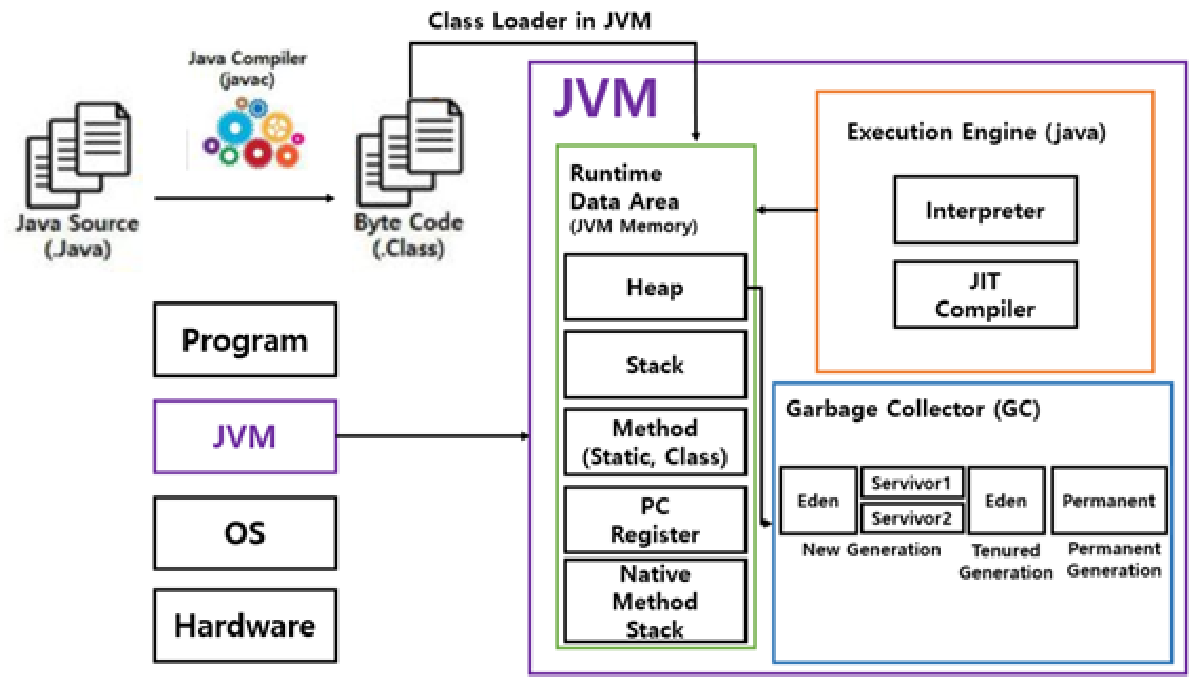 Class Loader in JVM
Java Compiler
(javac)
Java Source
(.Java)
Byte Code
(.Class)
Program
JVM
OS
Hardware
JVM
Runtime
Data Area
(JVM Memory)
Heap
Stack
Method
(Static, Class)
PC
Register
Native
Method
Stack
Execution Engine (java)
Interpreter
JIT
Compiler
Garbage Collector (GC)
Eden
Servivor1
Servivor2
Eden
Permanent
New Generation
Tenured
Generation
Permanent
Generation